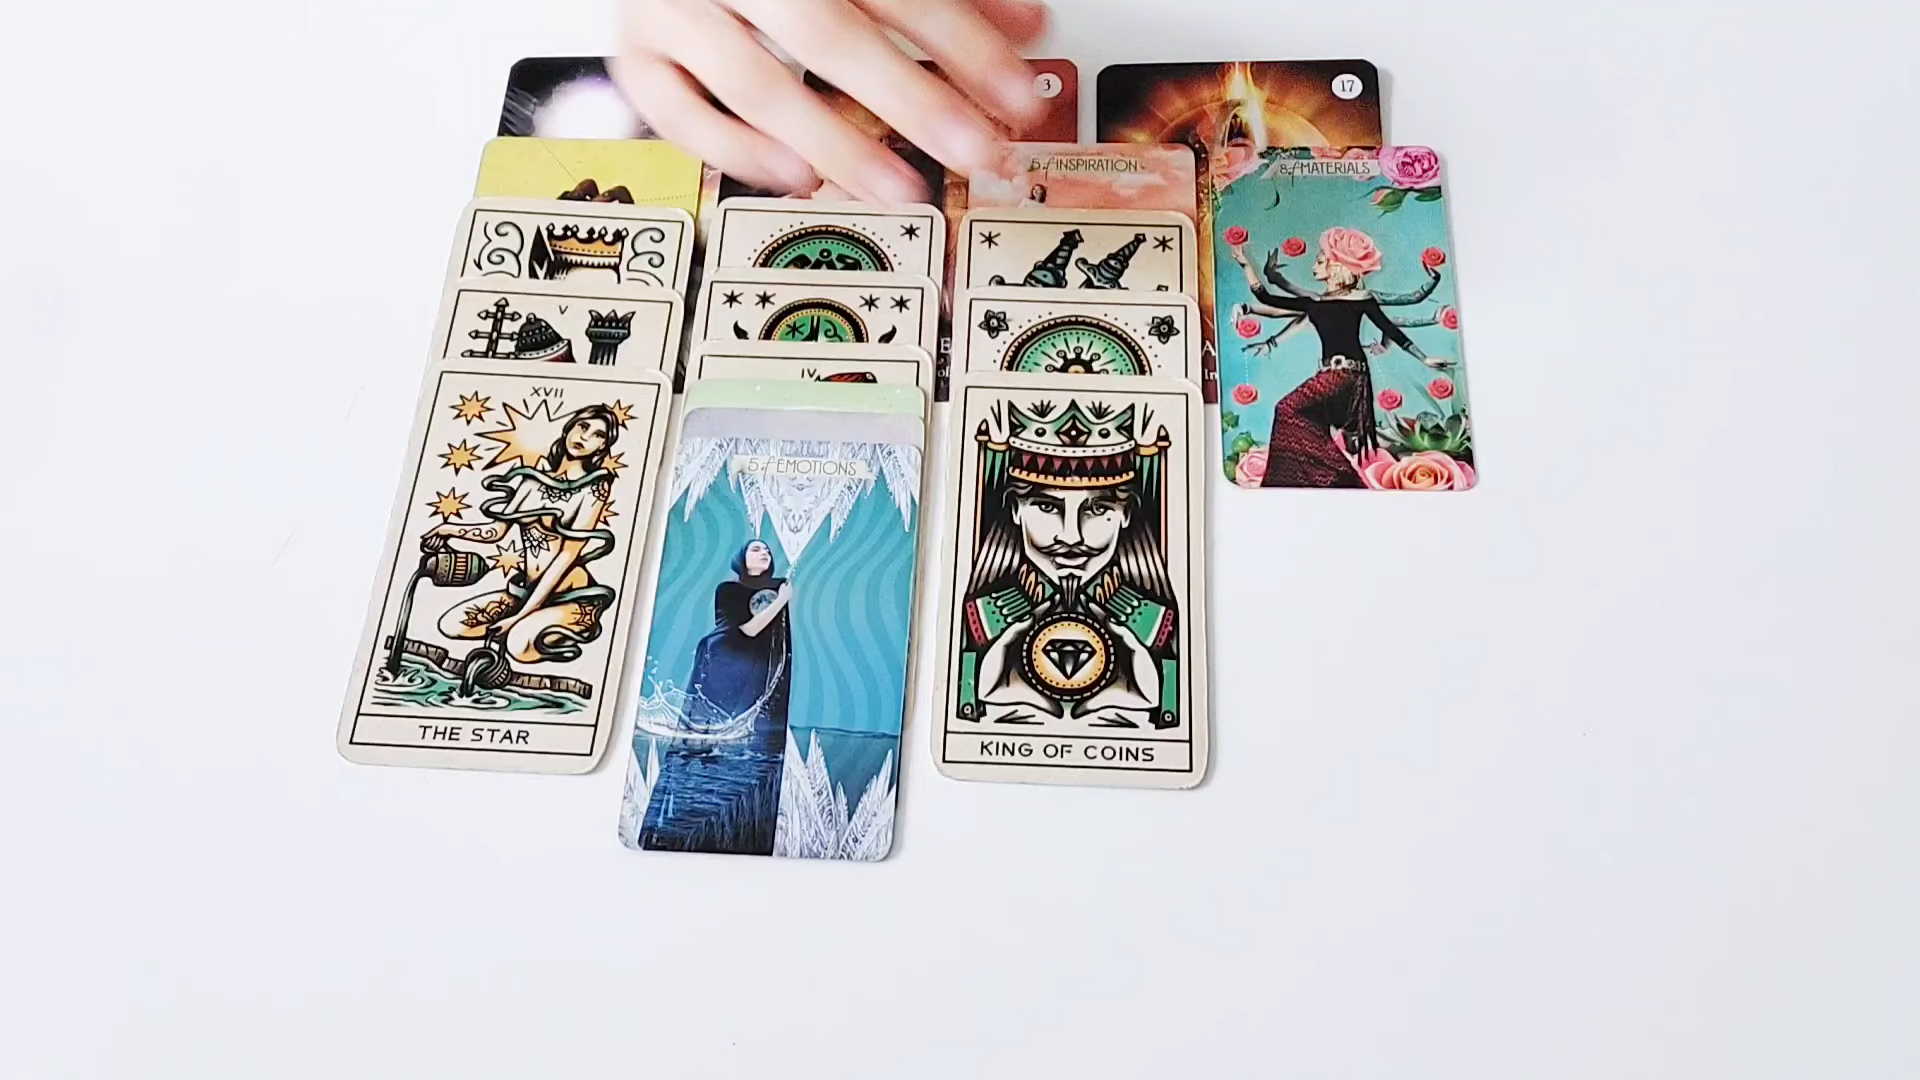 3
17
5 of INSPIRATION
8 of MATERIALS
V
IV
XVII
5 of EMOTIONS
THE STAR
KING OF COINS